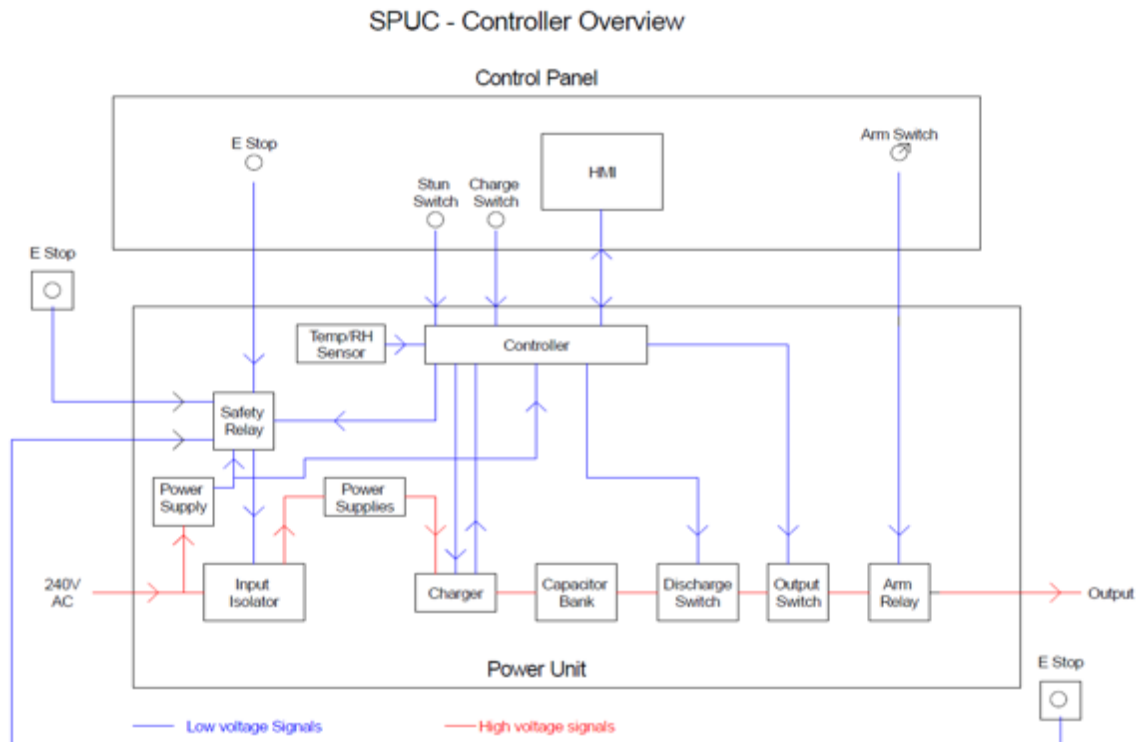 SPUC - Controller Overview
Control Panel
E Stop
Arm Switch
HMI
Stun
Switch
Charge
Switch
E Stop
Temp/RH
Sensor
Controller
Safety
Relay
Power
Supply
Power
Supplies
240V
AC
Input
Isolator
Charger
Capacitor
Bank
Discharge
Switch
Output
Switch
Arm
Relay
Output
Power Unit
E Stop
Low voltage Signals
High voltage signals